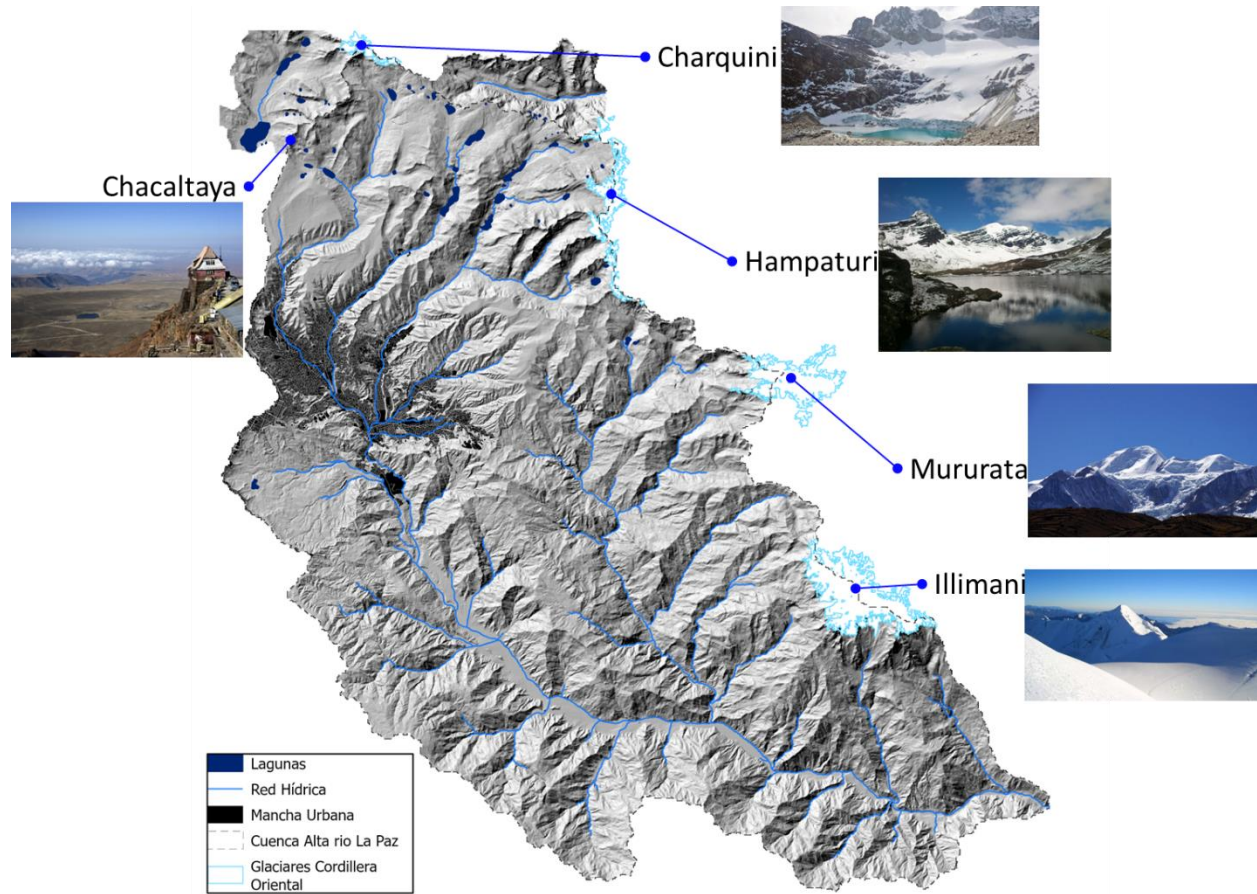 Charquini
Chacaltaya
Hampaturi
Mururata
Illimani
Lagunas
Red Hídrica
Mancha Urbana
Cuenca Alta rio La Paz
Glaciares Cordillera
Oriental